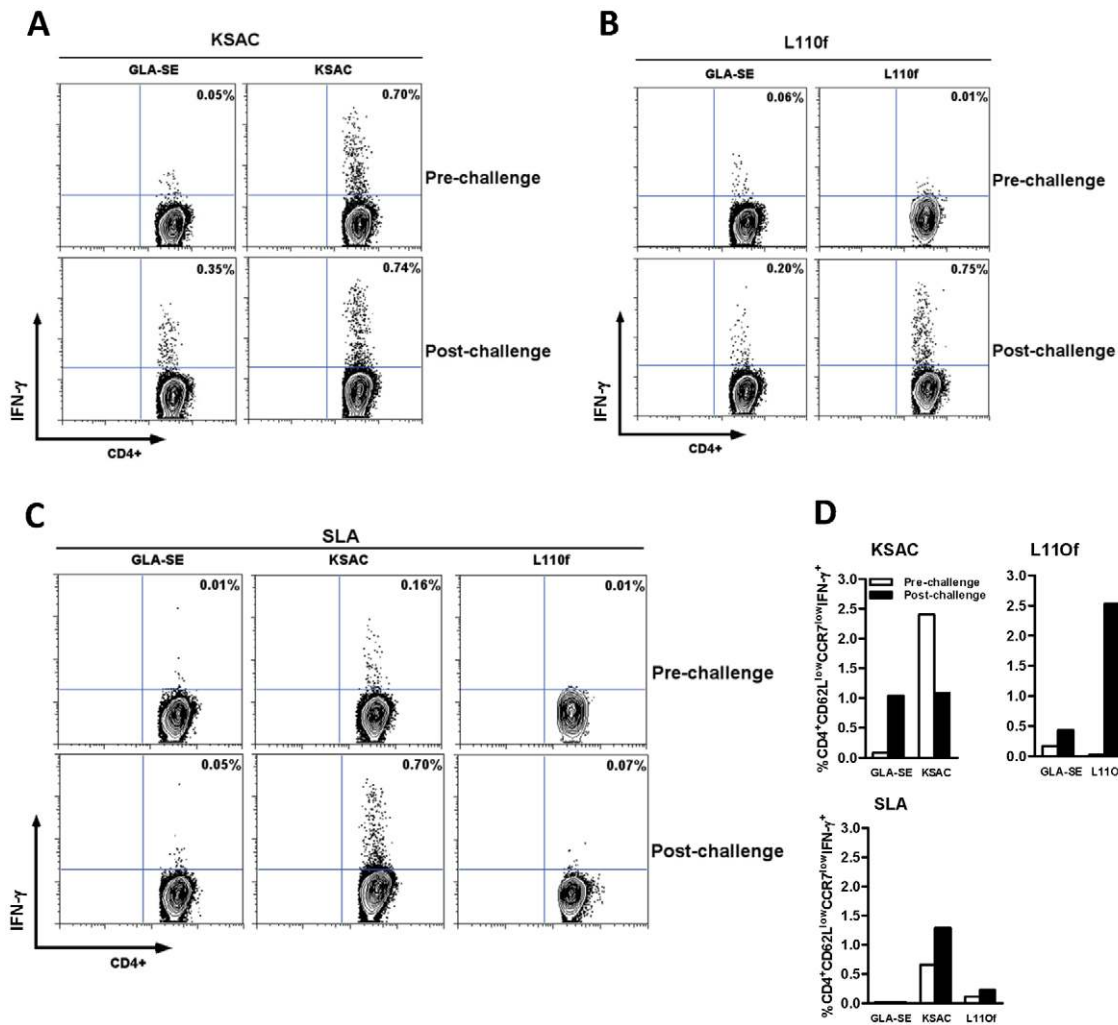 A
KSAC
GLA-SE KSAC
0.05% 0.70%
Pre-challenge
0.35% 0.74%
Post-challenge
IFN-γ
CD4+
B
L110f
GLA-SE L110f
0.06% 0.01%
Pre-challenge
0.20% 0.75%
Post-challenge
IFN-γ
CD4+
C
SLA
GLA-SE KSAC L110f
0.01% 0.16% 0.01%
Pre-challenge
0.05% 0.70% 0.07%
Post-challenge
IFN-γ
CD4+
D
KSAC
%CD4+CD62LlowCCR7lowIFN-γ+
3.0
2.5
2.0
1.5
1.0
0.5
0.0
Pre-challenge
Post-challenge
GLA-SE KSAC
L11Of
3.0
2.5
2.0
1.5
1.0
0.5
0.0
GLA-SE L11O
SLA
%CD4+CD62LlowCCR7lowIFN-γ+
3.0
2.5
2.0
1.5
1.0
0.5
0.0
GLA-SE KSAC L11Of